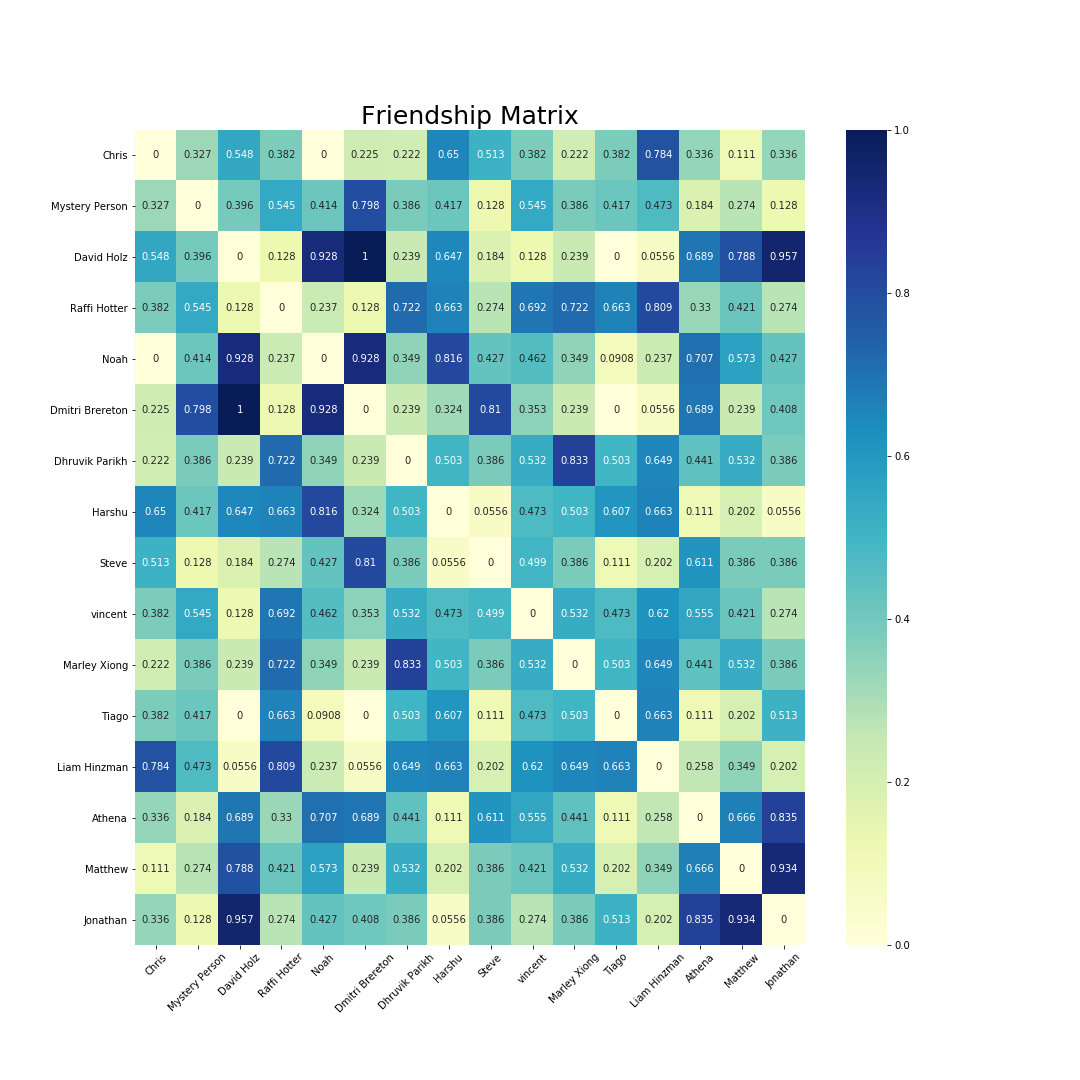 Friendship Matrix
Chris 0 0.327 0.548 0.382 0 0.225 0.222 0.65 0.513 0.382 0.222 0.382 0.784 0.336 0.111 0.336
Mystery Person 0.327 0 0.396 0.545 0.414 0.798 0.386 0.417 0.128 0.545 0.386 0.417 0.473 0.184 0.274 0.128
David Holz 0.548 0.396 0 0.128 0.928 1 0.239 0.647 0.184 0.128 0.239 0 0.0556 0.689 0.788 0.957
Raffi Hotter 0.382 0.545 0.128 0 0.237 0.128 0.722 0.663 0.274 0.692 0.722 0.663 0.809 0.33 0.421 0.274
Noah 0 0.414 0.928 0.237 0 0.928 0.349 0.816 0.427 0.462 0.349 0.0908 0.237 0.707 0.573 0.427
Dmitri Brereton 0.225 0.798 1 0.128 0.928 0 0.239 0.324 0.81 0.353 0.239 0 0.0556 0.689 0.239 0.408
Dhruvik Parikh 0.222 0.386 0.239 0.722 0.349 0.239 0 0.503 0.386 0.532 0.833 0.503 0.649 0.441 0.532 0.386
Harshu 0.65 0.417 0.647 0.663 0.816 0.324 0.503 0 0.0556 0.473 0.503 0.607 0.663 0.111 0.202 0.0556
Steve 0.513 0.128 0.184 0.274 0.427 0.81 0.386 0.0556 0 0.499 0.386 0.111 0.202 0.611 0.386 0.386
vincent 0.382 0.545 0.128 0.692 0.462 0.353 0.532 0.473 0.499 0 0.532 0.473 0.62 0.555 0.421 0.274
Marley Xiong 0.222 0.386 0.239 0.722 0.349 0.239 0.833 0.503 0.386 0.532 0 0.503 0.649 0.441 0.532 0.386
Tiago 0.382 0.417 0 0.663 0.0908 0 0.503 0.607 0.111 0.473 0.503 0 0.663 0.111 0.202 0.513
Liam Hinzman 0.784 0.473 0.0556 0.809 0.237 0.0556 0.649 0.663 0.202 0.62 0.649 0.663 0 0.258 0.349 0.202
Athena 0.336 0.184 0.689 0.33 0.707 0.689 0.441 0.111 0.611 0.555 0.441 0.111 0.258 0 0.666 0.835
Matthew 0.111 0.274 0.788 0.421 0.573 0.239 0.532 0.202 0.386 0.421 0.532 0.202 0.349 0.666 0 0.934
Jonathan 0.336 0.128 0.957 0.274 0.427 0.408 0.386 0.0556 0.386 0.274 0.386 0.513 0.202 0.835 0.934 0
Chris Mystery Person David Holz Raffi Hotter Noah Dmitri Brereton Dhruvik Parikh Harshu Steve vincent Marley Xiong Tiago Liam Hinzman Athena Matthew Jonathan
1.0
0.8
0.6
0.4
0.2
0.0